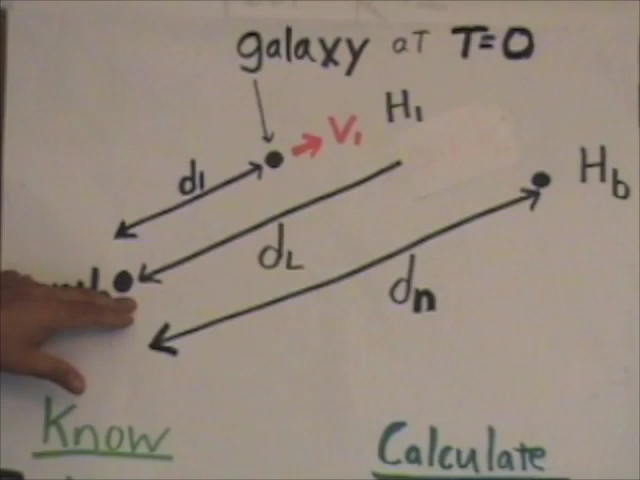 galaxy at T=0
H1
V1
d1
Hb
dL
dn
Know
Calculate